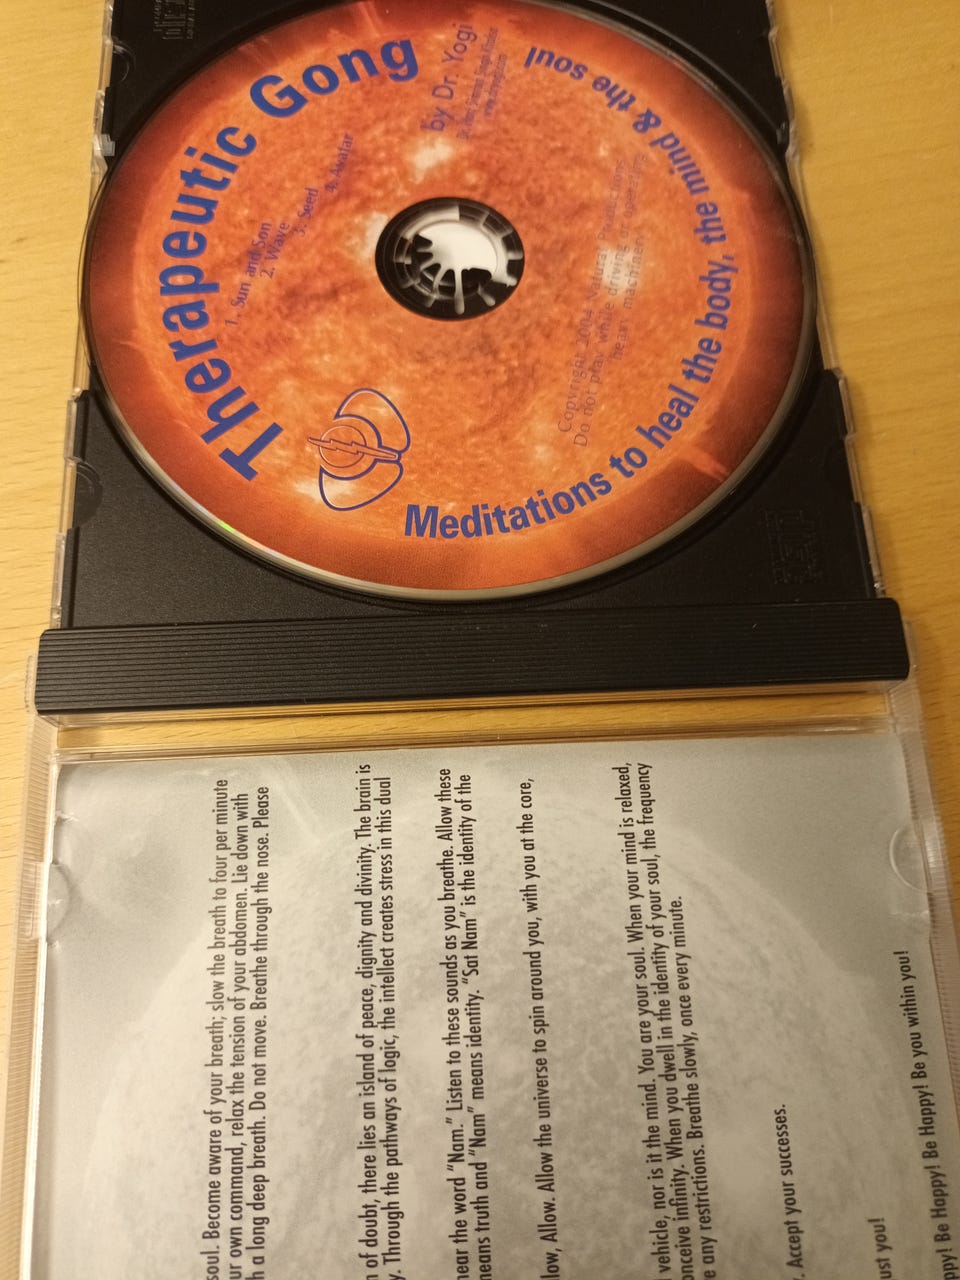 Therapeutic Gong
by Dr. Yogi
1. Sun and Son
2. Wave
3. Seed
4. Avatar
Copyright 2004 Natural Productions
Do not play while driving or operating
heavy machinery
Meditations to heal the body, the mind & the soul
soul. Become aware of your breath; slow the breath to four per minute
ur own command, relax the tension of your abdomen. Lie down with
h a long deep breath. Do not move. Breathe through the nose. Please
n of doubt, there lies an island of peace, dignity and divinity. The brain is
y. Through the pathways of logic, the intellect creates stress in this dual
hear the word “Nam.” Listen to these sounds as you breathe. Allow these
means truth and “Nam” means identity. “Sat Nam” is the identity of the
low, Allow. Allow the universe to spin around you, with you at the core,
vehicle, nor is it the mind. You are your soul. When your mind is relaxed,
onceive infinity. When you dwell in the identity of your soul, the frequency
e any restrictions. Breathe slowly, once every minute.
. Accept your successes.
ust you!
ppy! Be Happy! Be Happy! Be Happy! Be you within you!